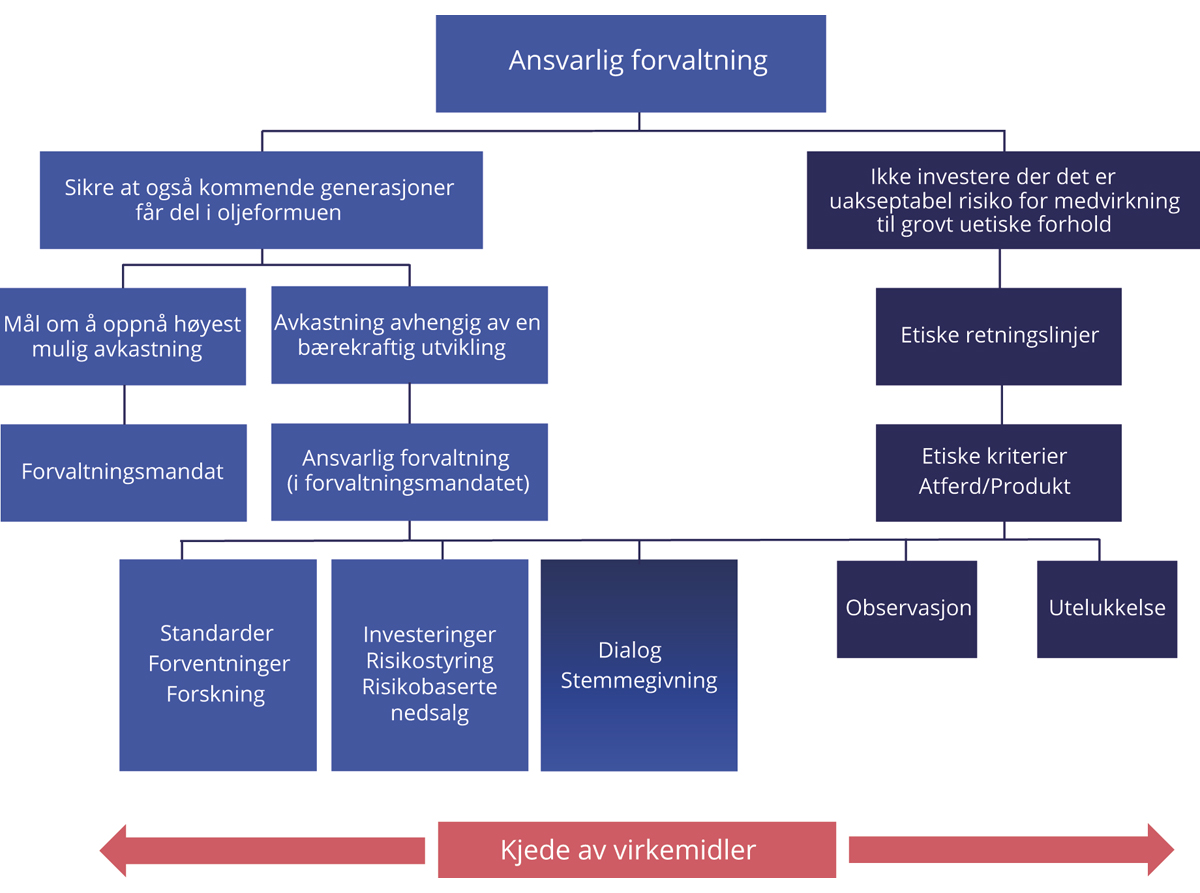 Ansvarlig forvaltning
Sikre at også kommende generasjoner
får del i oljeformuen
Ikke investere der det er
uakseptabel risiko for medvirkning
til grovt uetiske forhold
Mål om å oppnå høyest
mulig avkastning
Avkastning avhengig av en
bærekraftig utvikling
Etiske retningslinjer
Forvaltningsmandat
Ansvarlig forvaltning
(i forvaltningsmandatet)
Etiske kriterier
Atferd/Produkt
Standarder
Forventninger
Forskning
Investeringer
Risikostyring
Risikobaserte
nedsalg
Dialog
Stemmegivning
Observasjon
Utelukkelse
Kjede av virkemidler